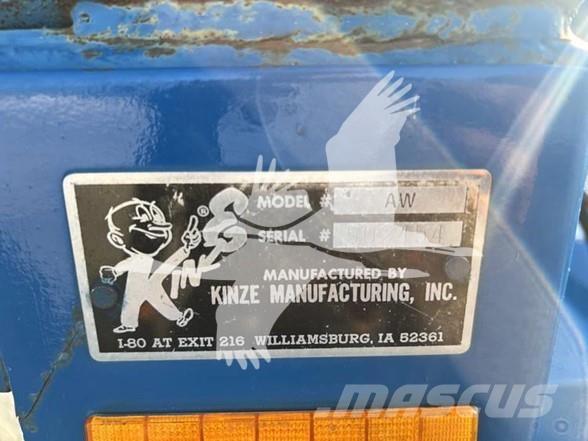 KINZE ®
MODEL # AW
SERIAL #
MANUFACTURED BY
KINZE MANUFACTURING, INC.
I-80 AT EXIT 216 WILLIAMSBURG, IA 52361
MASCUS